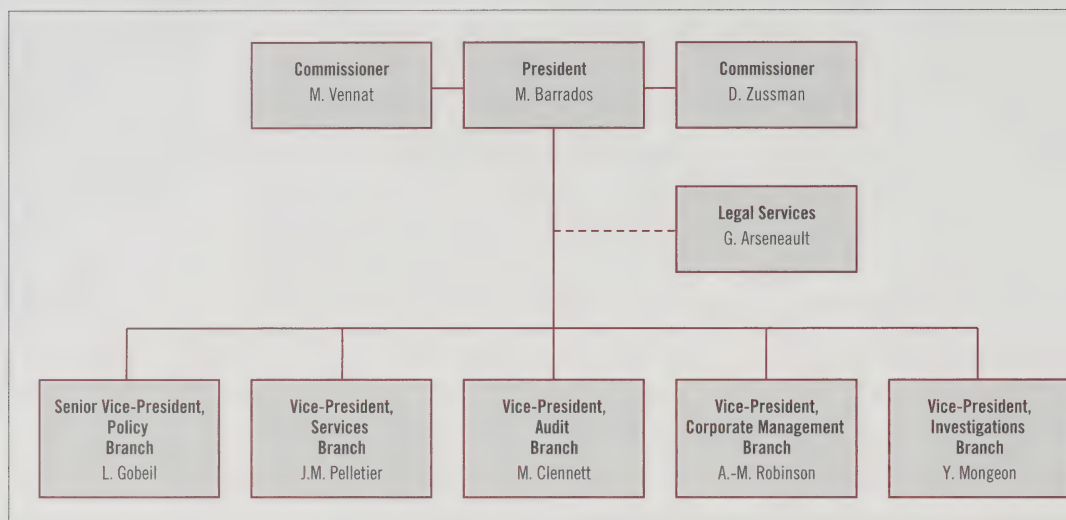 Commissioner
M. Vennat
President
M. Barrados
Commissioner
D. Zussman
Legal Services
G. Arseneault
Senior Vice-President,
Policy
Branch
L. Gobeil
Vice-President,
Services
Branch
J.M. Pelletier
Vice-President,
Audit
Branch
M. Clennett
Vice-President,
Corporate Management
Branch
A.-M. Robinson
Vice-President,
Investigations
Branch
Y. Mongeon